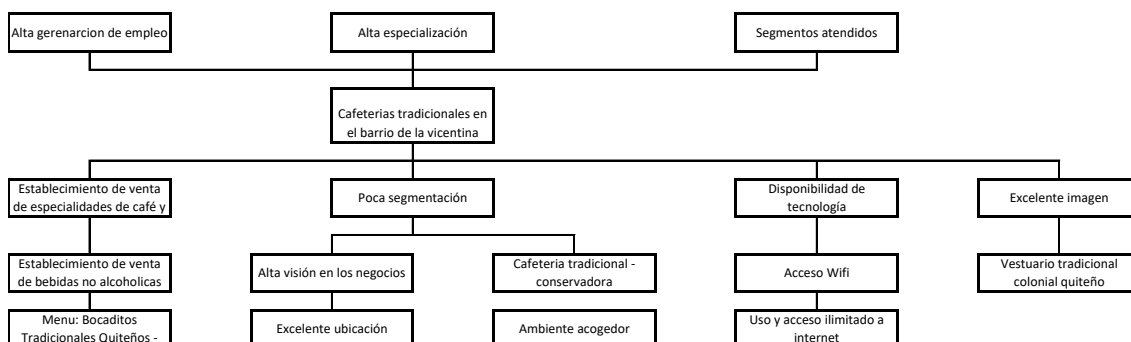 Alta gerenarcion de empleo
Alta especialización
Segmentos atendidos
Cafeterias tradicionales en
el barrio de la vicentina
Establecimiento de venta
de especialidades de café y
Poca segmentación
Disponibilidad de
tecnología
Excelente imagen
Establecimiento de venta
de bebidas no alcoholicas
Alta visión en los negocios
Cafeteria tradicional -
conservadora
Acceso Wifi
Vestuario tradicional
colonial quiteño
Menu: Bocaditos
Tradicionales Quiteños -
Excelente ubicación
Ambiente acogedor
Uso y acceso ilimitado a
internet